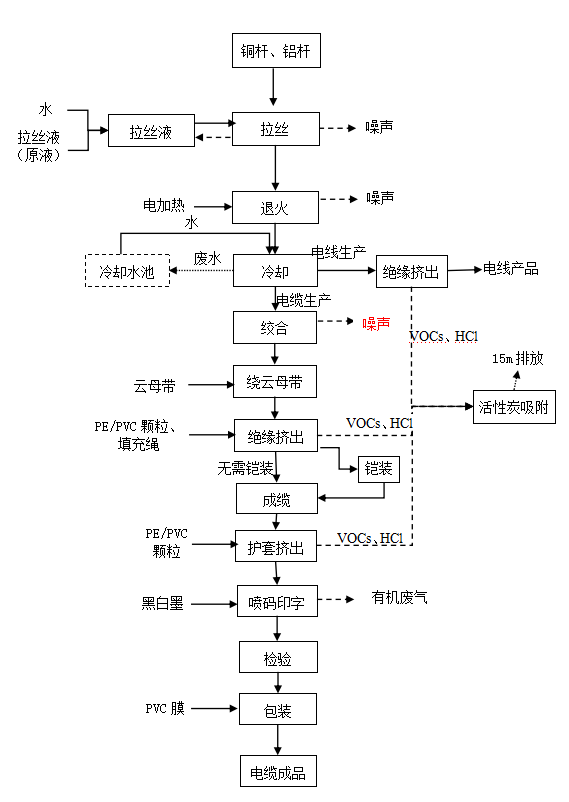 铜杆、铝杆
水
拉丝液
（原液）
拉丝液
拉丝
噪声
电加热
退火
噪声
水
废水
冷却水池
冷却
电线生产
绝缘挤出
电线产品
电缆生产
绞合
噪声
VOCs、HCl
15m排放
云母带
绕云母带
活性炭吸附
PE/PVC 颗粒、
填充绳
绝缘挤出
VOCs、HCl
无需铠装
铠装
成缆
PE/PVC
颗粒
护套挤出
VOCs、HCl
黑白墨
喷码印字
有机废气
检验
PVC 膜
包装
电缆成品